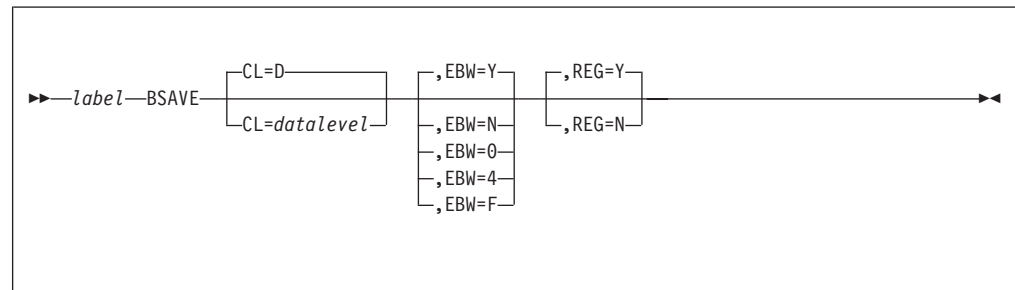 CL=D ,EBW=Y ,REG=Y
label BSAVE
CL=datalevel ,EBW=N ,REG=N
,EBW=0
,EBW=4
,EBW=F